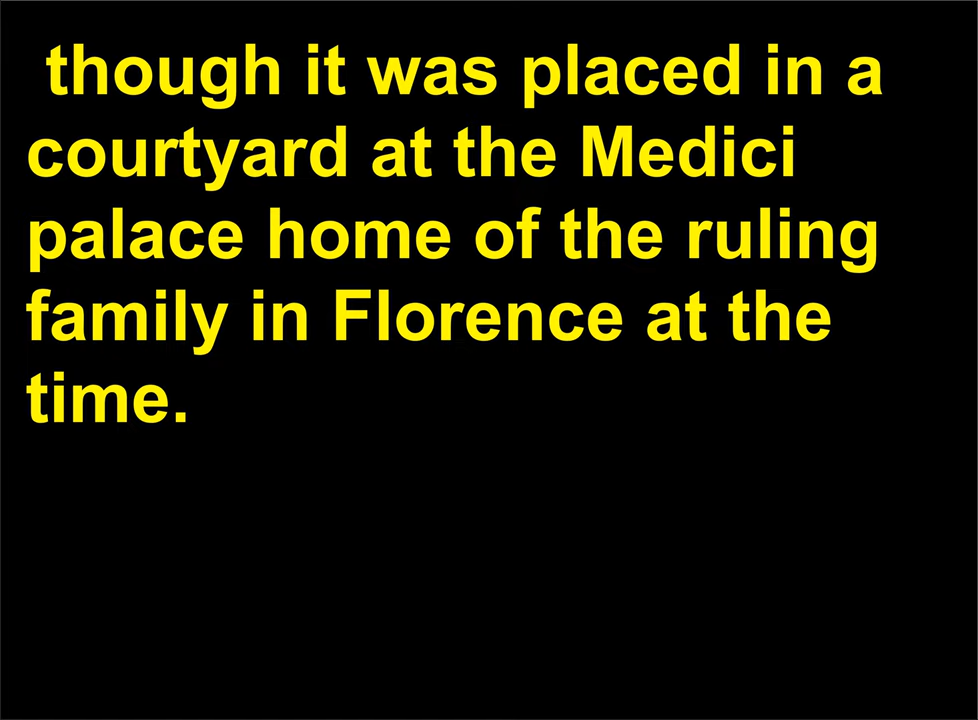 though it was placed in a
courtyard at the Medici
palace home of the ruling
family in Florence at the
time.